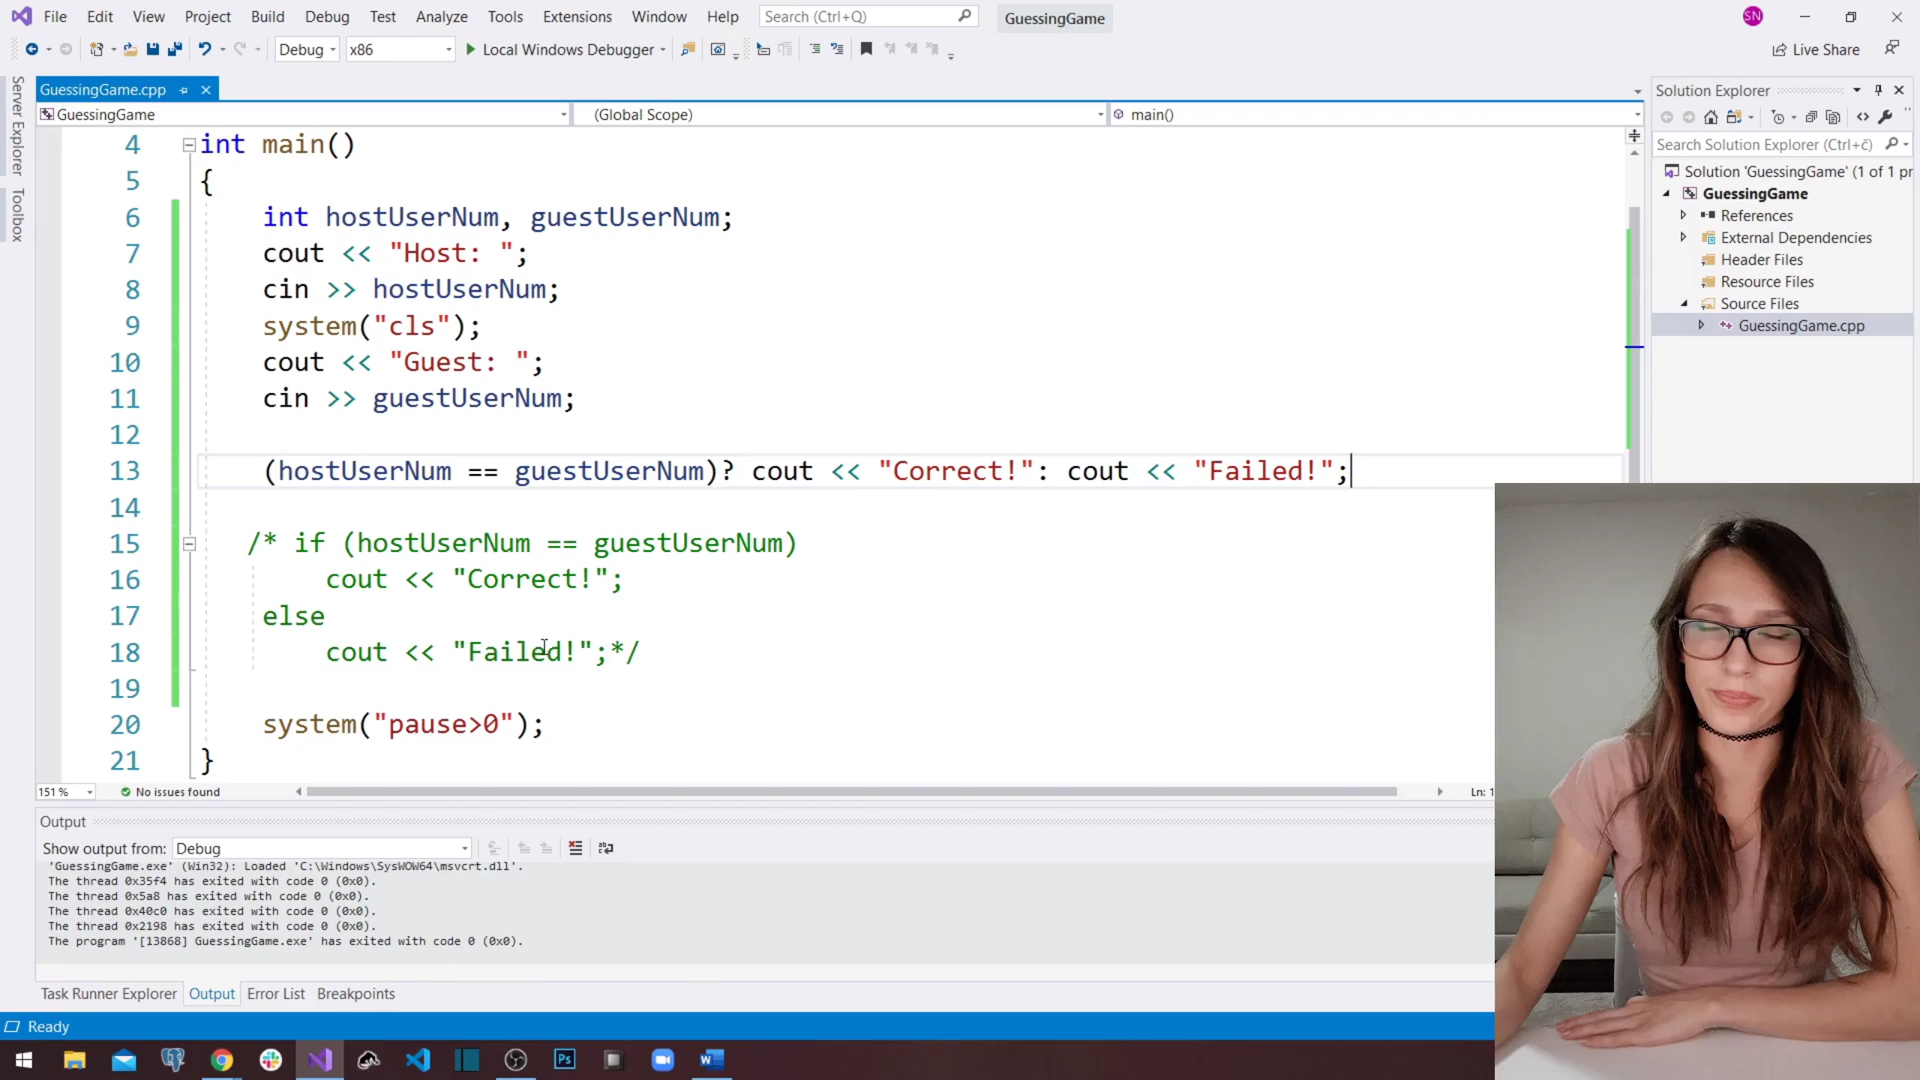 File Edit View Project Build Debug Test Analyze Tools Extensions Window Help Search (Ctrl+Q) GuessingGame SN
Debug x86 Local Windows Debugger Live Share
GuessingGame.cpp
GuessingGame (Global Scope) main()
Server Explorer
Toolbox
4 int main()
5 {
6 int hostUserNum, guestUserNum;
7 cout << "Host: ";
8 cin >> hostUserNum;
9 system("cls");
10 cout << "Guest: ";
11 cin >> guestUserNum;
12
13 (hostUserNum == guestUserNum)? cout << "Correct!": cout << "Failed!";
14
15 /* if (hostUserNum == guestUserNum)
16 cout << "Correct!";
17 else
18 cout << "Failed!";*/
19
20 system("pause>0");
21 }
151 % No issues found Ln: 1
Solution Explorer
Search Solution Explorer (Ctrl+č)
Solution 'GuessingGame' (1 of 1 pr
GuessingGame
References
External Dependencies
Header Files
Resource Files
Source Files
GuessingGame.cpp
Output
Show output from: Debug
'GuessingGame.exe' (Win32): Loaded 'C:\Windows\SysWOW64\msvcrt.dll'.
The thread 0x35f4 has exited with code 0 (0x0).
The thread 0x5a8 has exited with code 0 (0x0).
The thread 0x40c0 has exited with code 0 (0x0).
The thread 0x2198 has exited with code 0 (0x0).
The program '[13868] GuessingGame.exe' has exited with code 0 (0x0).
Task Runner Explorer Output Error List Breakpoints
Ready
Ps